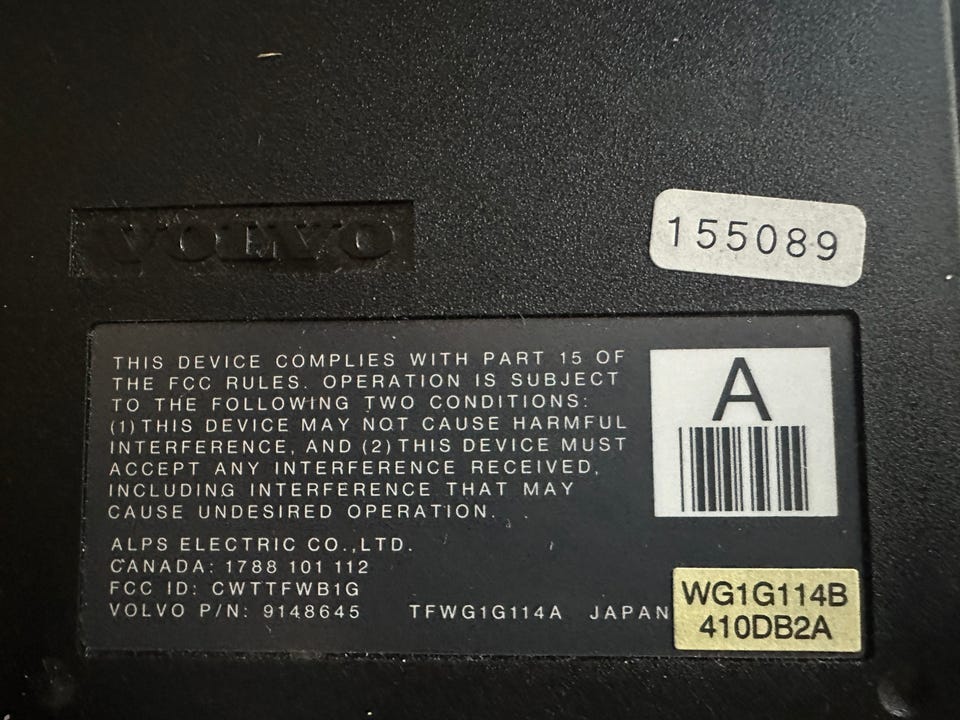 VOLVO
155089
THIS DEVICE COMPLIES WITH PART 15 OF
THE FCC RULES. OPERATION IS SUBJECT
TO THE FOLLOWING TWO CONDITIONS:
(1) THIS DEVICE MAY NOT CAUSE HARMFUL
INTERFERENCE, AND (2) THIS DEVICE MUST
ACCEPT ANY INTERFERENCE RECEIVED,
INCLUDING INTERFERENCE THAT MAY
CAUSE UNDESIRED OPERATION.
A
ALPS ELECTRIC CO.,LTD.
CANADA: 1788 101 112
FCC ID: CWTTFWB1G
VOLVO P/N: 9148645 TFWG1G114A JAPAN
WG1G114B
410DB2A